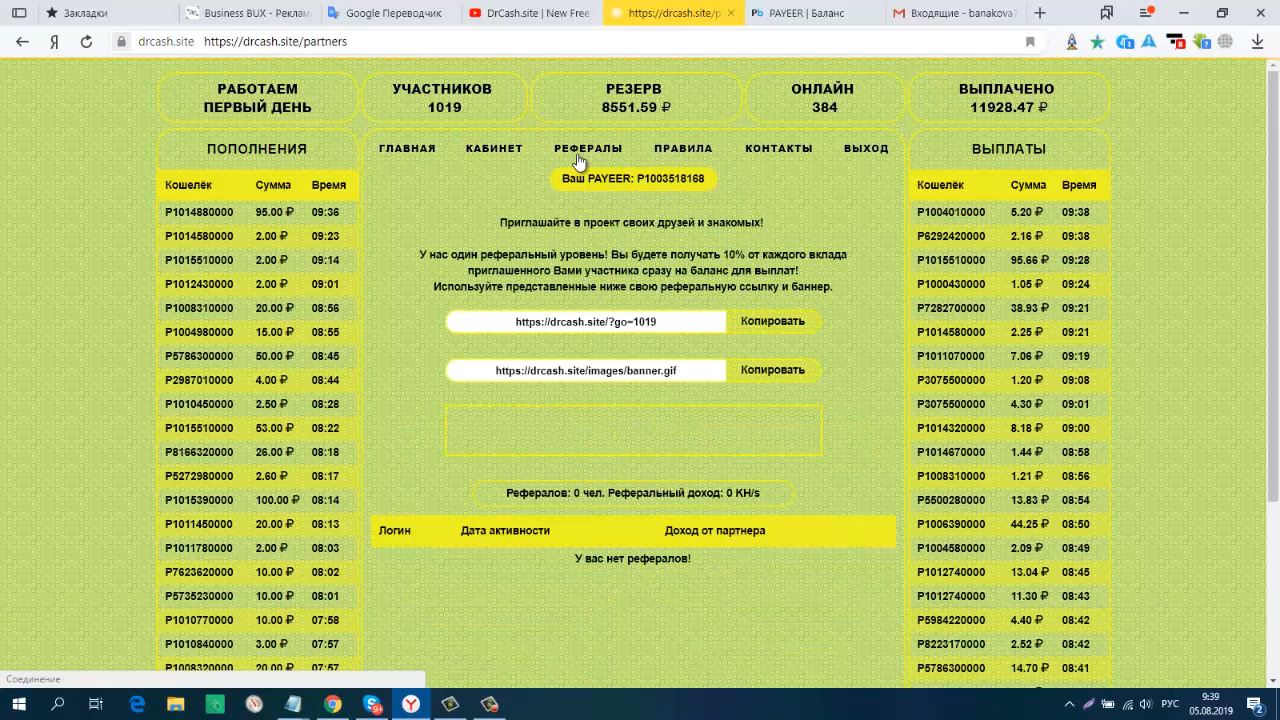 Закладки
Business BUX - Реклам
Google Переводчик
DrCash.site | New Free
https://drcash.site/p
PAYEER | Баланс
Входящие - banakova7
drcash.site
https://drcash.site/partners
РАБОТАЕМ
ПЕРВЫЙ ДЕНЬ
УЧАСТНИКОВ
1019
РЕЗЕРВ
8551.59 ₽
ОНЛАЙН
384
ВЫПЛАЧЕНО
11928.47 ₽
ПОПОЛНЕНИЯ
Кошелёк Сумма Время
P1014880000 95.00 ₽ 09:36
P1014580000 2.00 ₽ 09:23
P1015510000 2.00 ₽ 09:14
P1012430000 2.00 ₽ 09:01
P1008310000 20.00 ₽ 08:56
P1004980000 15.00 ₽ 08:55
P5786300000 50.00 ₽ 08:45
P2987010000 4.00 ₽ 08:44
P1010450000 2.50 ₽ 08:28
P1015510000 53.00 ₽ 08:22
P8166320000 26.00 ₽ 08:18
P5272980000 2.60 ₽ 08:17
P1015390000 100.00 ₽ 08:14
P1011450000 20.00 ₽ 08:13
P1011780000 2.00 ₽ 08:03
P7623620000 10.00 ₽ 08:02
P5735230000 10.00 ₽ 08:01
P1010770000 10.00 ₽ 07:58
P1010840000 3.00 ₽ 07:57
P1008320000 20.00 ₽ 07:57
ГЛАВНАЯ КАБИНЕТ РЕФЕРАЛЫ ПРАВИЛА КОНТАКТЫ ВЫХОД
Ваш PAYEER: P1003518168
Приглашайте в проект своих друзей и знакомых!
У нас один реферальный уровень! Вы будете получать 10% от каждого вклада
приглашенного Вами участника сразу на баланс для выплат!
Используйте представленные ниже свою реферальную ссылку и баннер.
https://drcash.site/?go=1019 Копировать
https://drcash.site/images/banner.gif Копировать
Рефералов: 0 чел. Реферальный доход: 0 KH/s
Логин Дата активности Доход от партнера
У вас нет рефералов!
ВЫПЛАТЫ
Кошелёк Сумма Время
P1004010000 5.20 ₽ 09:38
P6292420000 2.16 ₽ 09:38
P1015510000 95.66 ₽ 09:28
P1000430000 1.05 ₽ 09:24
P7282700000 38.93 ₽ 09:21
P1014580000 2.25 ₽ 09:21
P1011070000 7.06 ₽ 09:19
P3075500000 1.20 ₽ 09:08
P3075500000 4.30 ₽ 09:01
P1014320000 8.18 ₽ 09:00
P1014670000 1.44 ₽ 08:58
P1008310000 1.21 ₽ 08:56
P5500280000 13.83 ₽ 08:54
P1006390000 44.25 ₽ 08:50
P1004580000 2.09 ₽ 08:49
P1012740000 13.04 ₽ 08:45
P1012740000 11.30 ₽ 08:43
P5984220000 4.40 ₽ 08:42
P8223170000 2.52 ₽ 08:42
P5786300000 14.70 ₽ 08:41
Соединение
РУС
9:39
05.08.2019